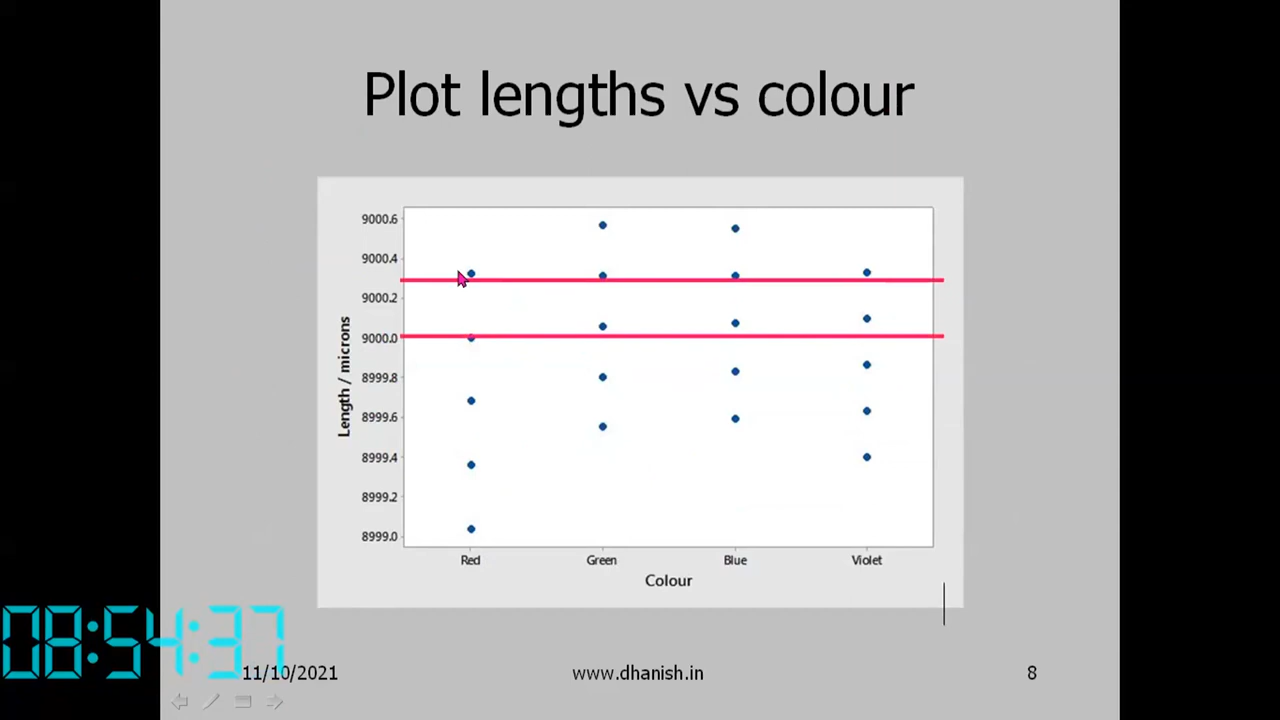 Plot lengths vs colour
9000.6
9000.4
9000.2
9000.0
8999.8
8999.6
8999.4
8999.2
8999.0
Length / microns
Red Green Blue Violet
Colour
08:54:37
11/10/2021 www.dhanish.in 8